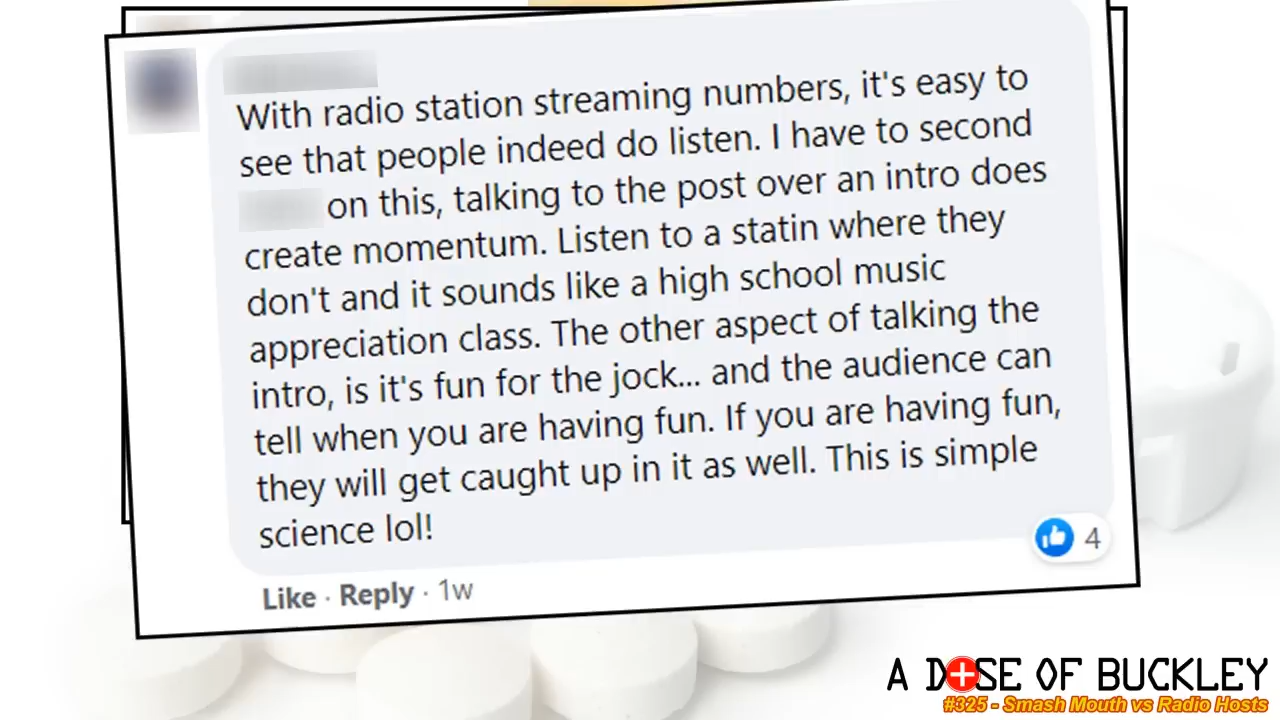 With radio station streaming numbers, it's easy to
see that people indeed do listen. I have to second
on this, talking to the post over an intro does
create momentum. Listen to a statin where they
don't and it sounds like a high school music
appreciation class. The other aspect of talking the
intro, is it's fun for the jock... and the audience can
tell when you are having fun. If you are having fun,
they will get caught up in it as well. This is simple
science lol!
4
Like · Reply · 1w
A DOSE OF BUCKLEY
#325 - Smash Mouth vs Radio Hosts